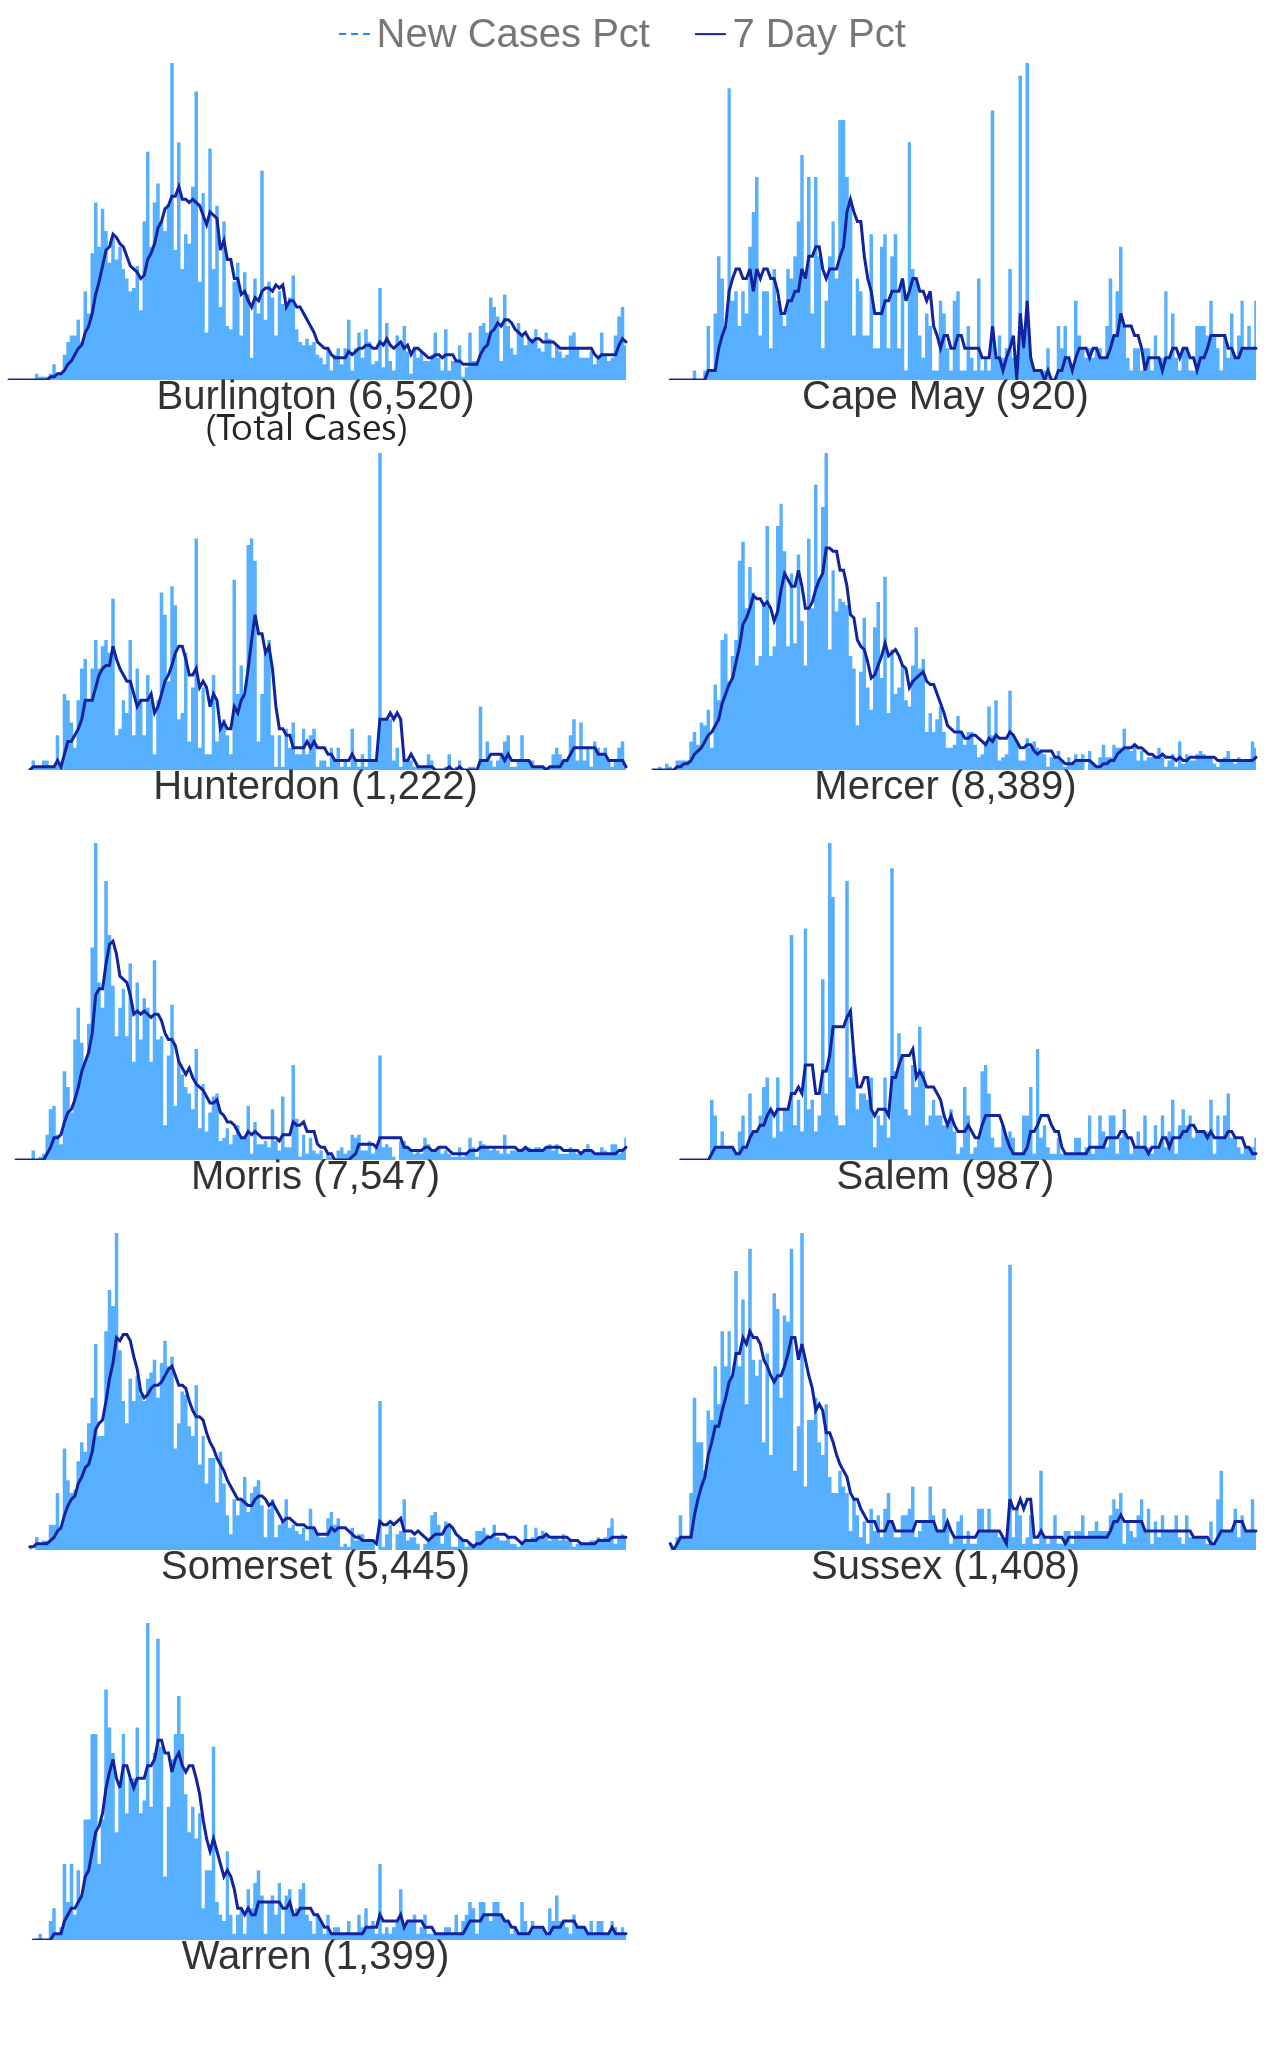 New Cases Pct 7 Day Pct
Burlington (6,520) Cape May (920)
(Total Cases)
Hunterdon (1,222) Mercer (8,389)
Morris (7,547) Salem (987)
Somerset (5,445) Sussex (1,408)
Warren (1,399)